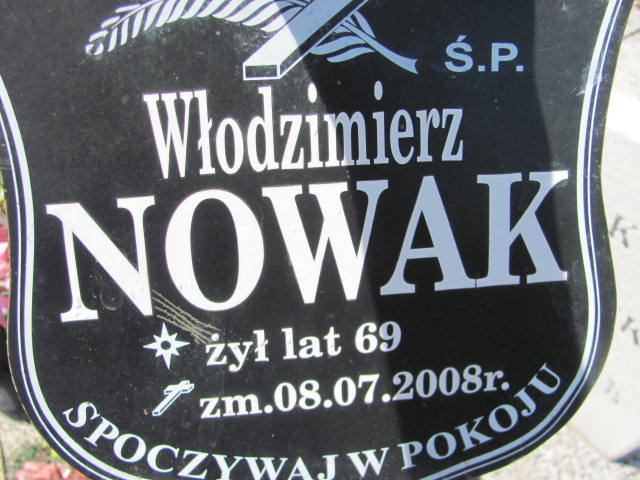 Ś.P.
Włodzimierz
NOWAK
żył lat 69
zm.08.07.2008r.
SPOCZYWAJ W POKOJU